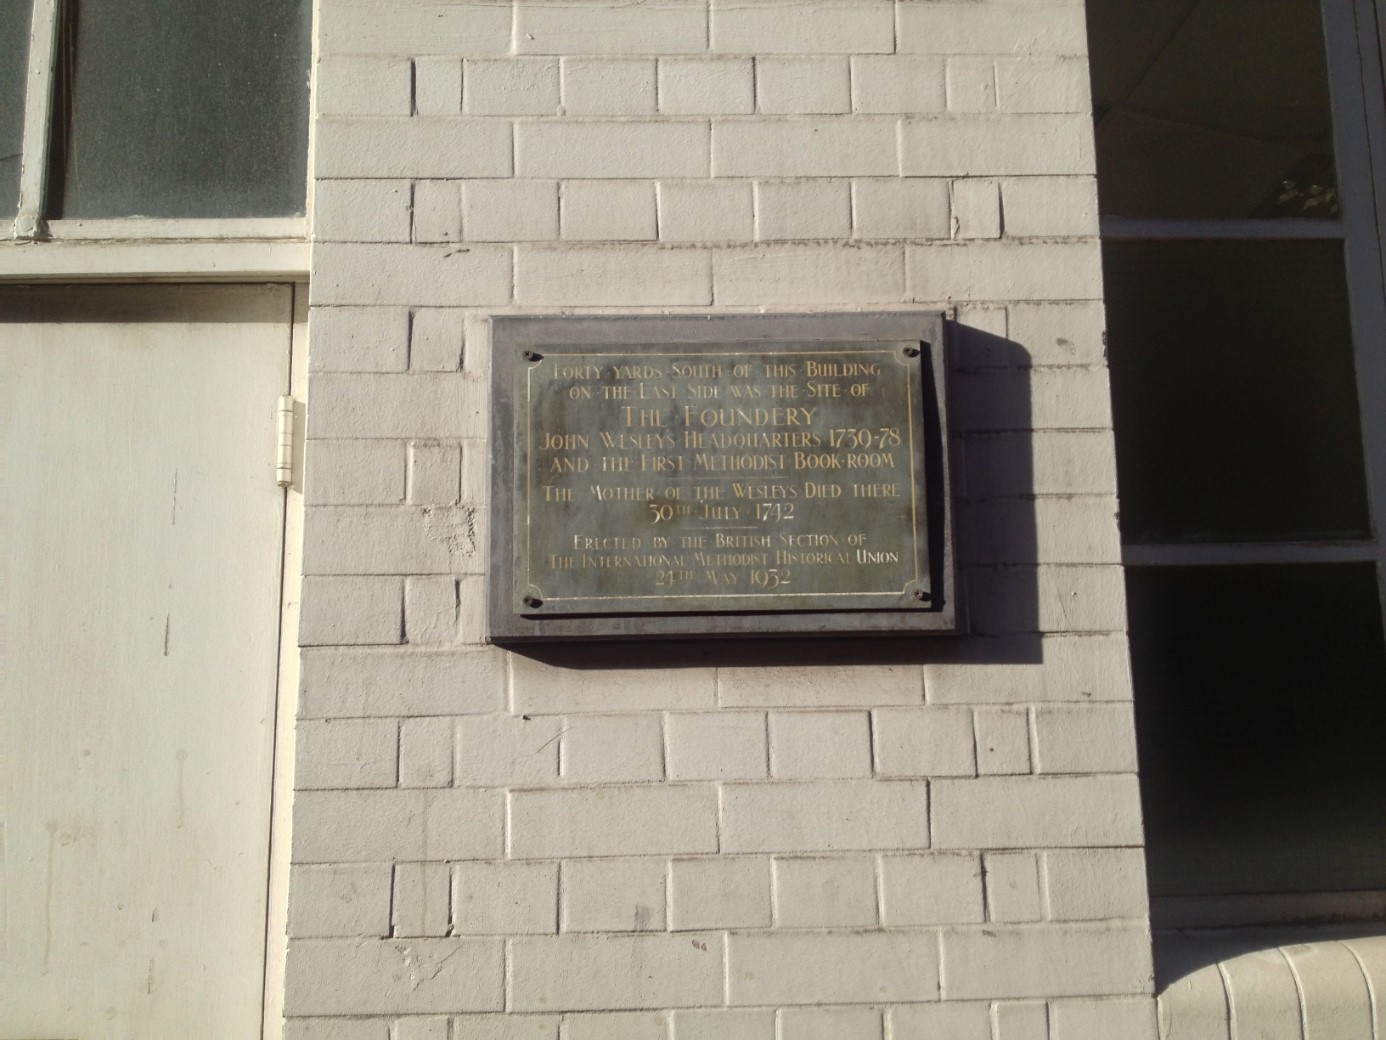 FORTY YARDS SOUTH OF THIS BUILDING
ON THE EAST SIDE WAS THE SITE OF
THE FOUNDERY
JOHN WESLEY'S HEADQUARTERS 1739-78
AND THE FIRST METHODIST BOOK-ROOM
THE MOTHER OF THE WESLEYS DIED THERE
30TH JULY 1742
ERECTED BY THE BRITISH SECTION OF
THE INTERNATIONAL METHODIST HISTORICAL UNION
24TH MAY 1932